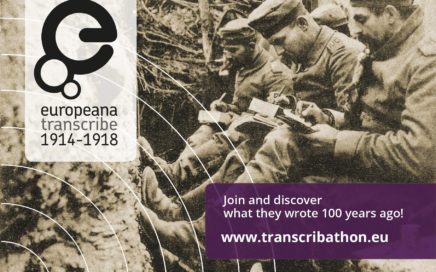 europeana
transcribe
1914-1918
Join and discover
what they wrote 100 years ago!
www.transcribathon.eu